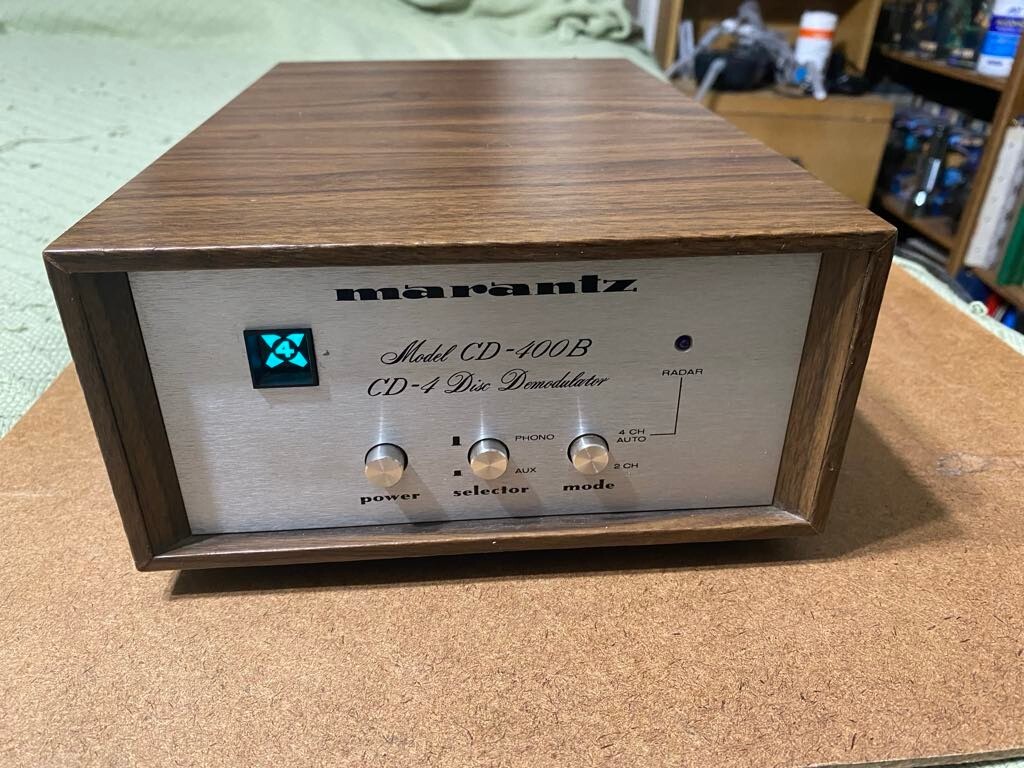 marantz
4
Model CD-400B
CD-4 Disc Demodulator
RADAR
4 CH
AUTO
PHONO
AUX
2 CH
power
selector
mode